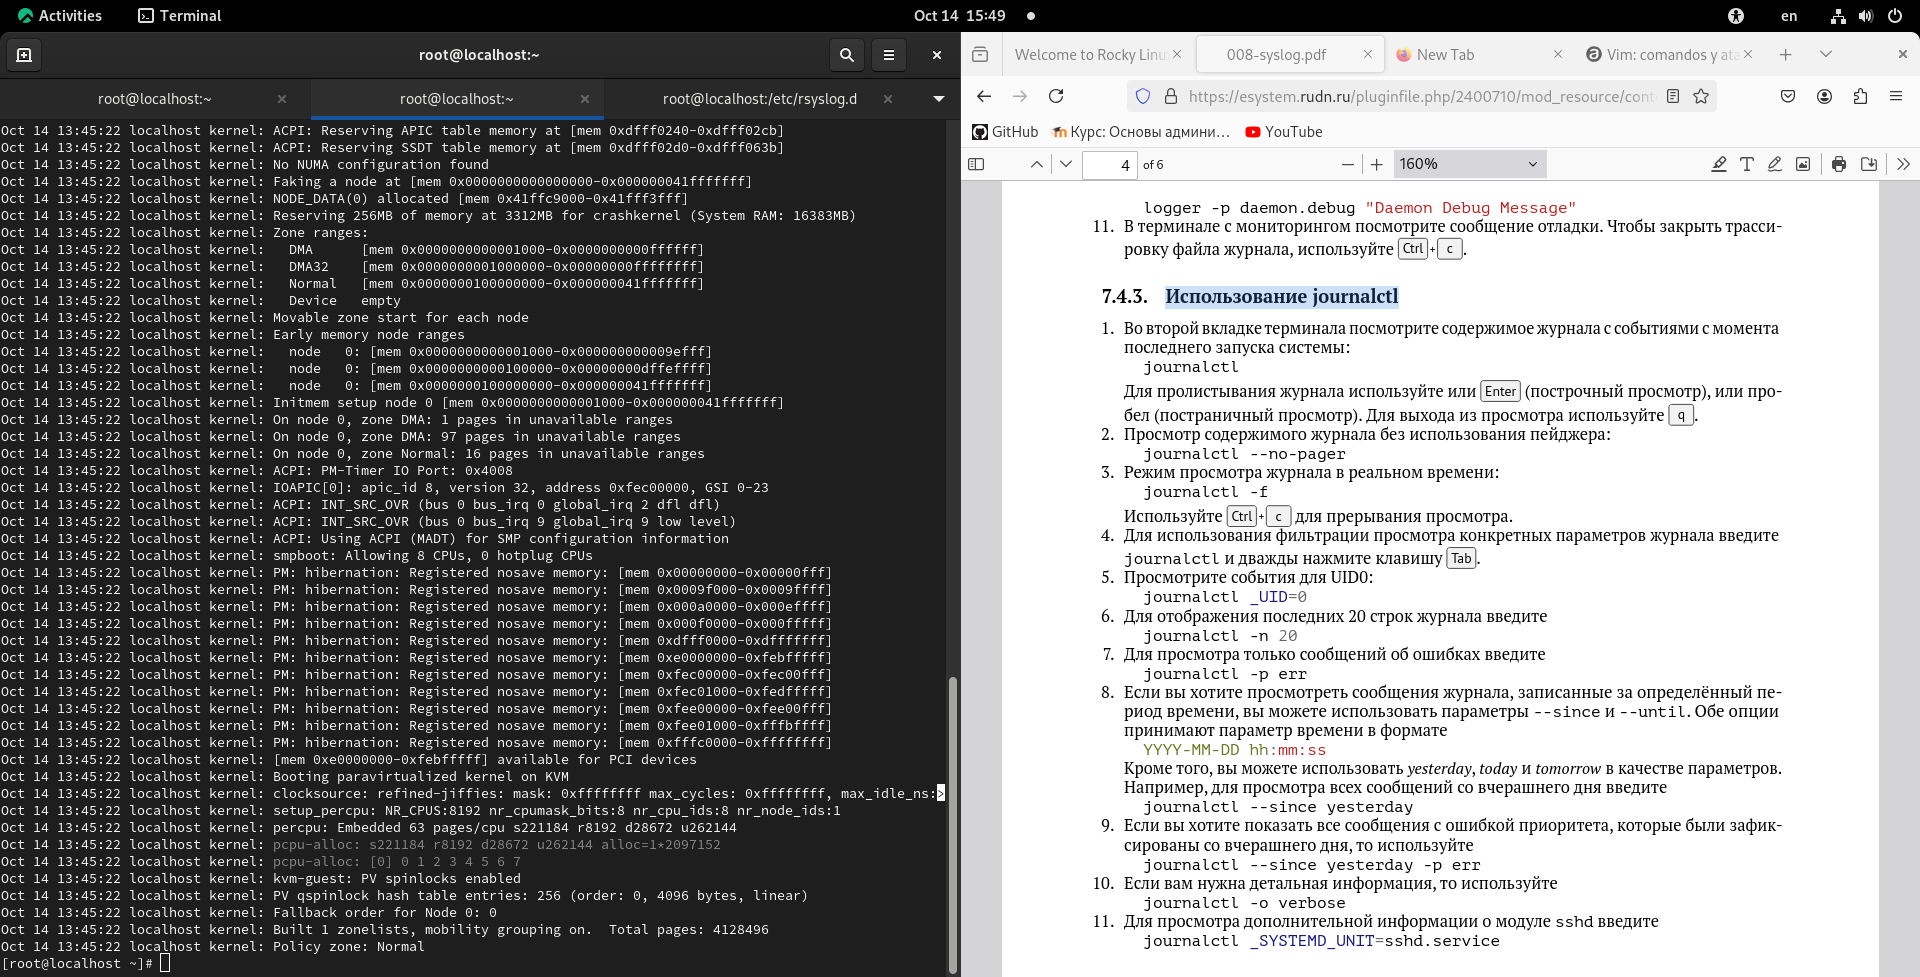 Activities
Terminal
Oct 14 15:49
en
root@localhost:~
root@localhost:~
root@localhost:~
root@localhost:/etc/rsyslog.d
Oct 14 13:45:22 localhost kernel: ACPI: Reserving APIC table memory at [mem 0xdfff0240-0xdfff02cb]
Oct 14 13:45:22 localhost kernel: ACPI: Reserving SSDT table memory at [mem 0xdfff02d0-0xdfff063b]
Oct 14 13:45:22 localhost kernel: No NUMA configuration found
Oct 14 13:45:22 localhost kernel: Faking a node at [mem 0x0000000000000000-0x000000041fffffff]
Oct 14 13:45:22 localhost kernel: NODE_DATA(0) allocated [mem 0x41ffc9000-0x41fff3fff]
Oct 14 13:45:22 localhost kernel: Reserving 256MB of memory at 3312MB for crashkernel (System RAM: 16383MB)
Oct 14 13:45:22 localhost kernel: Zone ranges:
Oct 14 13:45:22 localhost kernel:   DMA      [mem 0x0000000000001000-0x0000000000ffffff]
Oct 14 13:45:22 localhost kernel:   DMA32    [mem 0x0000000001000000-0x00000000ffffffff]
Oct 14 13:45:22 localhost kernel:   Normal   [mem 0x0000000100000000-0x000000041fffffff]
Oct 14 13:45:22 localhost kernel:   Device   empty
Oct 14 13:45:22 localhost kernel: Movable zone start for each node
Oct 14 13:45:22 localhost kernel: Early memory node ranges
Oct 14 13:45:22 localhost kernel:   node   0: [mem 0x0000000000001000-0x000000000009efff]
Oct 14 13:45:22 localhost kernel:   node   0: [mem 0x0000000000100000-0x00000000dffeffff]
Oct 14 13:45:22 localhost kernel:   node   0: [mem 0x0000000100000000-0x000000041fffffff]
Oct 14 13:45:22 localhost kernel: Initmem setup node 0 [mem 0x0000000000001000-0x000000041fffffff]
Oct 14 13:45:22 localhost kernel: On node 0, zone DMA: 1 pages in unavailable ranges
Oct 14 13:45:22 localhost kernel: On node 0, zone DMA: 97 pages in unavailable ranges
Oct 14 13:45:22 localhost kernel: On node 0, zone Normal: 16 pages in unavailable ranges
Oct 14 13:45:22 localhost kernel: ACPI: PM-Timer IO Port: 0x4008
Oct 14 13:45:22 localhost kernel: IOAPIC[0]: apic_id 8, version 32, address 0xfec00000, GSI 0-23
Oct 14 13:45:22 localhost kernel: ACPI: INT_SRC_OVR (bus 0 bus_irq 0 global_irq 2 dfl dfl)
Oct 14 13:45:22 localhost kernel: ACPI: INT_SRC_OVR (bus 0 bus_irq 9 global_irq 9 low level)
Oct 14 13:45:22 localhost kernel: ACPI: Using ACPI (MADT) for SMP configuration information
Oct 14 13:45:22 localhost kernel: smpboot: Allowing 8 CPUs, 0 hotplug CPUs
Oct 14 13:45:22 localhost kernel: PM: hibernation: Registered nosave memory: [mem 0x00000000-0x00000fff]
Oct 14 13:45:22 localhost kernel: PM: hibernation: Registered nosave memory: [mem 0x0009f000-0x0009ffff]
Oct 14 13:45:22 localhost kernel: PM: hibernation: Registered nosave memory: [mem 0x000a0000-0x000effff]
Oct 14 13:45:22 localhost kernel: PM: hibernation: Registered nosave memory: [mem 0x000f0000-0x000fffff]
Oct 14 13:45:22 localhost kernel: PM: hibernation: Registered nosave memory: [mem 0xdfff0000-0xdfffffff]
Oct 14 13:45:22 localhost kernel: PM: hibernation: Registered nosave memory: [mem 0xe0000000-0xfebfffff]
Oct 14 13:45:22 localhost kernel: PM: hibernation: Registered nosave memory: [mem 0xfec00000-0xfec00fff]
Oct 14 13:45:22 localhost kernel: PM: hibernation: Registered nosave memory: [mem 0xfec01000-0xfedfffff]
Oct 14 13:45:22 localhost kernel: PM: hibernation: Registered nosave memory: [mem 0xfee00000-0xfee00fff]
Oct 14 13:45:22 localhost kernel: PM: hibernation: Registered nosave memory: [mem 0xfee01000-0xfffbffff]
Oct 14 13:45:22 localhost kernel: PM: hibernation: Registered nosave memory: [mem 0xfffc0000-0xffffffff]
Oct 14 13:45:22 localhost kernel: [mem 0xe0000000-0xfebfffff] available for PCI devices
Oct 14 13:45:22 localhost kernel: Booting paravirtualized kernel on KVM
Oct 14 13:45:22 localhost kernel: clocksource: refined-jiffies: mask: 0xffffffff max_cycles: 0xffffffff, max_idle_ns:>
Oct 14 13:45:22 localhost kernel: setup_percpu: NR_CPUS:8192 nr_cpumask_bits:8 nr_cpu_ids:8 nr_node_ids:1
Oct 14 13:45:22 localhost kernel: percpu: Embedded 63 pages/cpu s221184 r8192 d28672 u262144
Oct 14 13:45:22 localhost kernel: pcpu-alloc: s221184 r8192 d28672 u262144 alloc=1*2097152
Oct 14 13:45:22 localhost kernel: pcpu-alloc: [0] 0 1 2 3 4 5 6 7
Oct 14 13:45:22 localhost kernel: kvm-guest: PV spinlocks enabled
Oct 14 13:45:22 localhost kernel: PV qspinlock hash table entries: 256 (order: 0, 4096 bytes, linear)
Oct 14 13:45:22 localhost kernel: Fallback order for Node 0: 0
Oct 14 13:45:22 localhost kernel: Built 1 zonelists, mobility grouping on.  Total pages: 4128496
Oct 14 13:45:22 localhost kernel: Policy zone: Normal
[root@localhost ~]#
Welcome to Rocky Linu
008-syslog.pdf
New Tab
Vim: comandos y ata
https://esystem.rudn.ru/pluginfile.php/2400710/mod_resource/cont
GitHub
Курс: Основы админи…
YouTube
4 of 6
160%
logger -p daemon.debug "Daemon Debug Message"
11. В терминале с мониторингом посмотрите сообщение отладки. Чтобы закрыть трасси-
ровку файла журнала, используйте Ctrl + c .
7.4.3. Использование journalctl
1. Во второй вкладке терминала посмотрите содержимое журнала с событиями с момента
последнего запуска системы:
journalctl
Для пролистывания журнала используйте или Enter (построчный просмотр), или про-
бел (постраничный просмотр). Для выхода из просмотра используйте q .
2. Просмотр содержимого журнала без использования пейджера:
journalctl --no-pager
3. Режим просмотра журнала в реальном времени:
journalctl -f
Используйте Ctrl + c для прерывания просмотра.
4. Для использования фильтрации просмотра конкретных параметров журнала введите
journalctl и дважды нажмите клавишу Tab .
5. Просмотрите события для UID0:
journalctl _UID=0
6. Для отображения последних 20 строк журнала введите
journalctl -n 20
7. Для просмотра только сообщений об ошибках введите
journalctl -p err
8. Если вы хотите просмотреть сообщения журнала, записанные за определённый пе-
риод времени, вы можете использовать параметры --since и --until. Обе опции
принимают параметр времени в формате
YYYY-MM-DD hh:mm:ss
Кроме того, вы можете использовать yesterday, today и tomorrow в качестве параметров.
Например, для просмотра всех сообщений со вчерашнего дня введите
journalctl --since yesterday
9. Если вы хотите показать все сообщения с ошибкой приоритета, которые были зафик-
сированы со вчерашнего дня, то используйте
journalctl --since yesterday -p err
10. Если вам нужна детальная информация, то используйте
journalctl -o verbose
11. Для просмотра дополнительной информации о модуле sshd введите
journalctl _SYSTEMD_UNIT=sshd.service